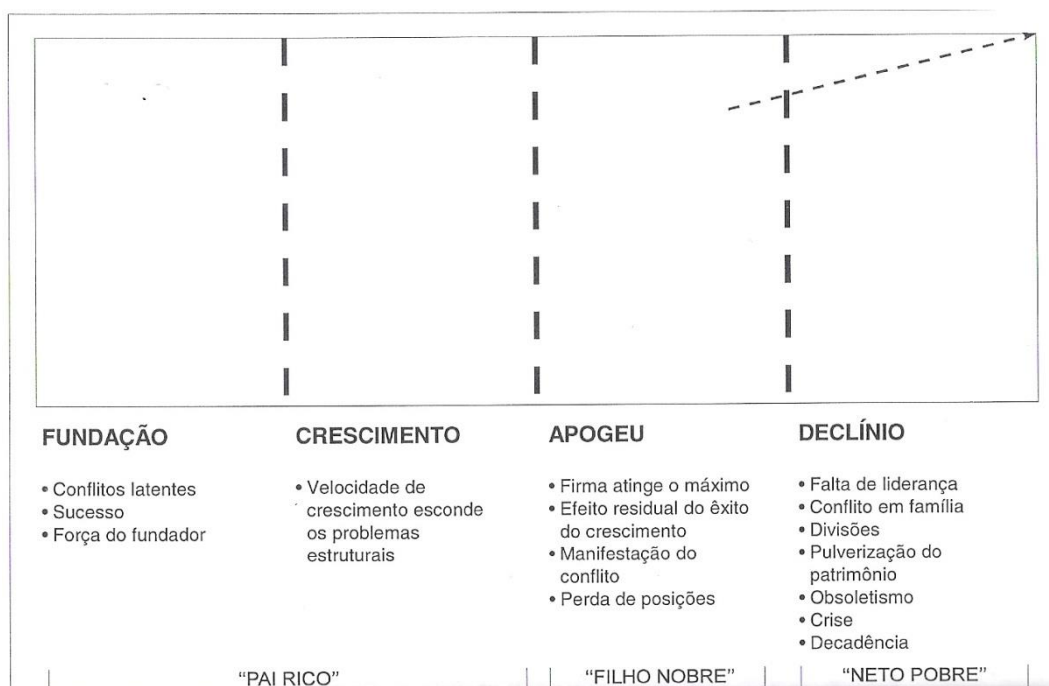 FUNDAÇÃO
• Conflitos latentes
• Sucesso
• Força do fundador
CRESCIMENTO
• Velocidade de
crescimento esconde
os problemas
estruturais
APOGEU
• Firma atinge o máximo
• Efeito residual do êxito
do crescimento
• Manifestação do
conflito
• Perda de posições
DECLÍNIO
• Falta de liderança
• Conflito em família
• Divisões
• Pulverização do
patrimônio
• Obsoletismo
• Crise
• Decadência
"PAI RICO"
"FILHO NOBRE"
"NETO POBRE"